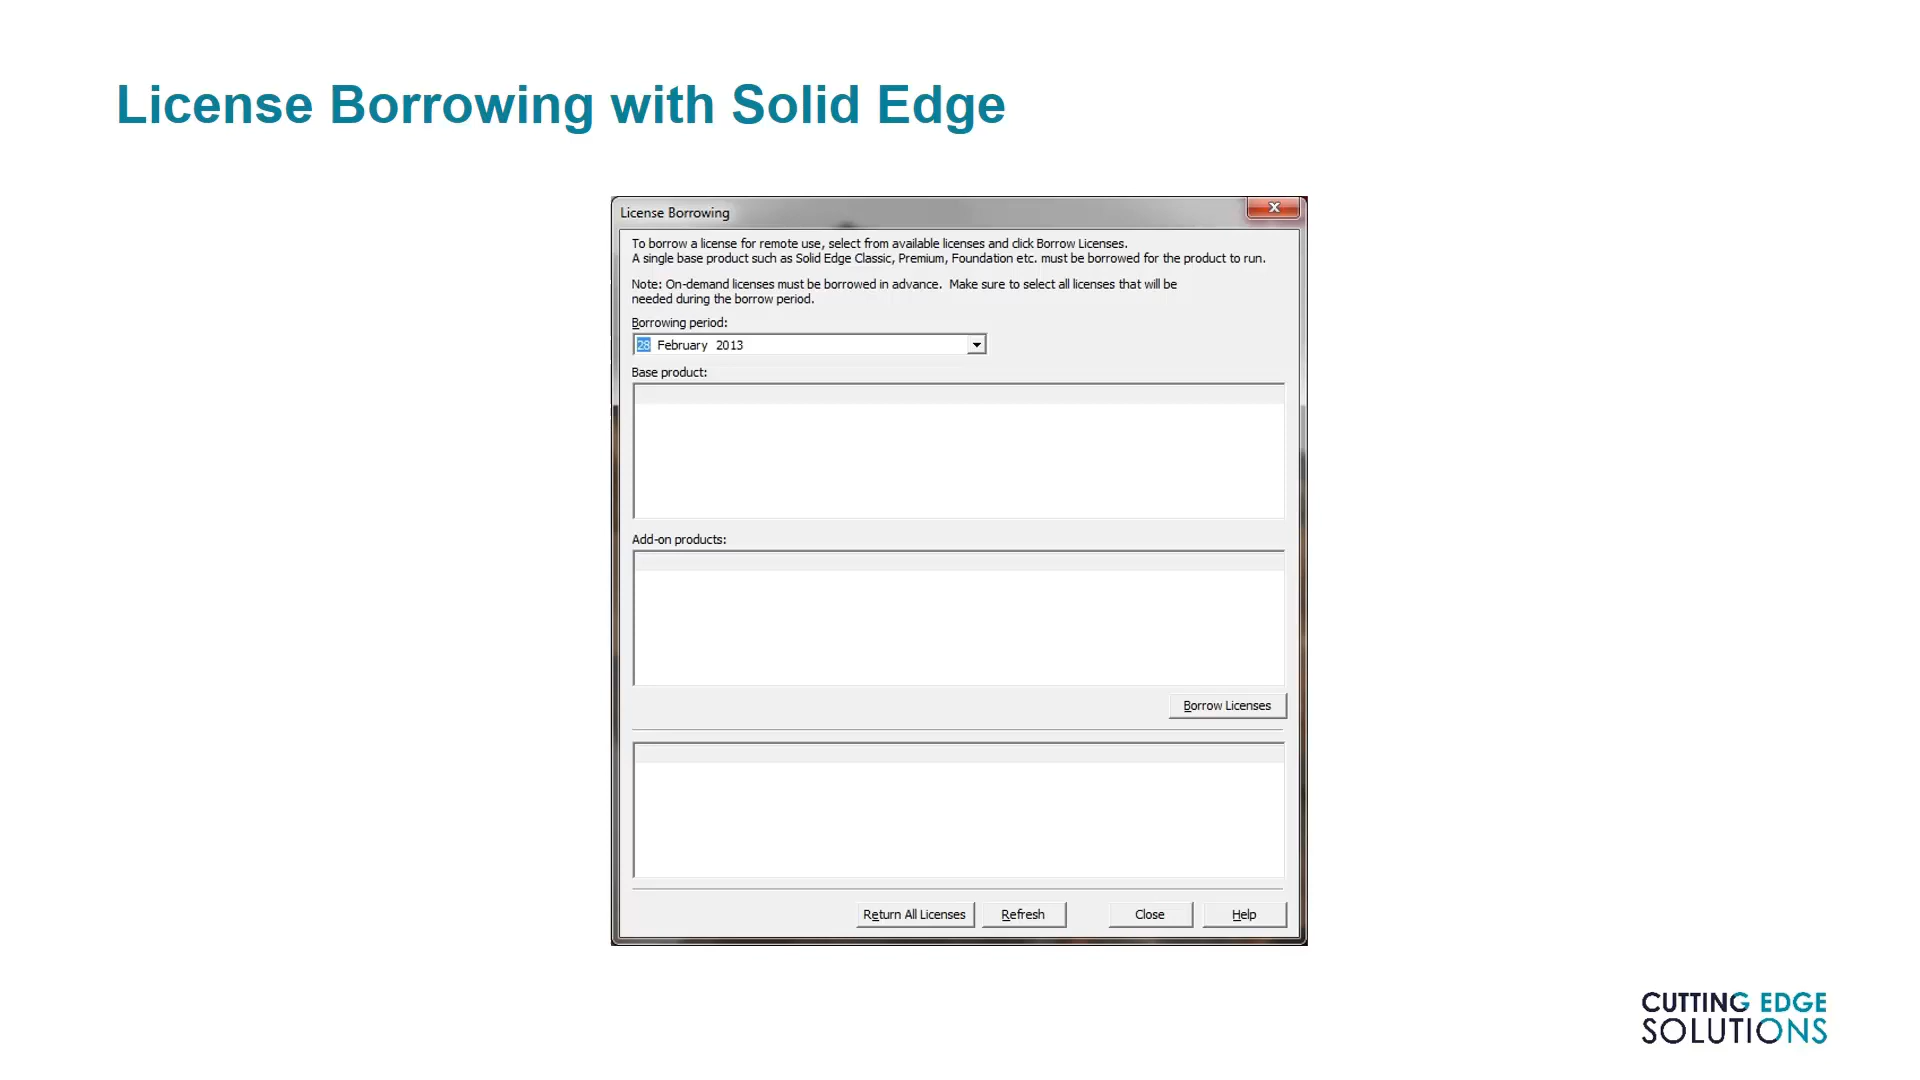 License Borrowing with Solid Edge
License Borrowing
To borrow a license for remote use, select from available licenses and click Borrow Licenses.
A single base product such as Solid Edge Classic, Premium, Foundation etc. must be borrowed for the product to run.
Note: On-demand licenses must be borrowed in advance. Make sure to select all licenses that will be
needed during the borrow period.
Borrowing period:
28 February 2013
Base product:
Add-on products:
Borrow Licenses
Return All Licenses Refresh Close Help
CUTTING EDGE
SOLUTIONS